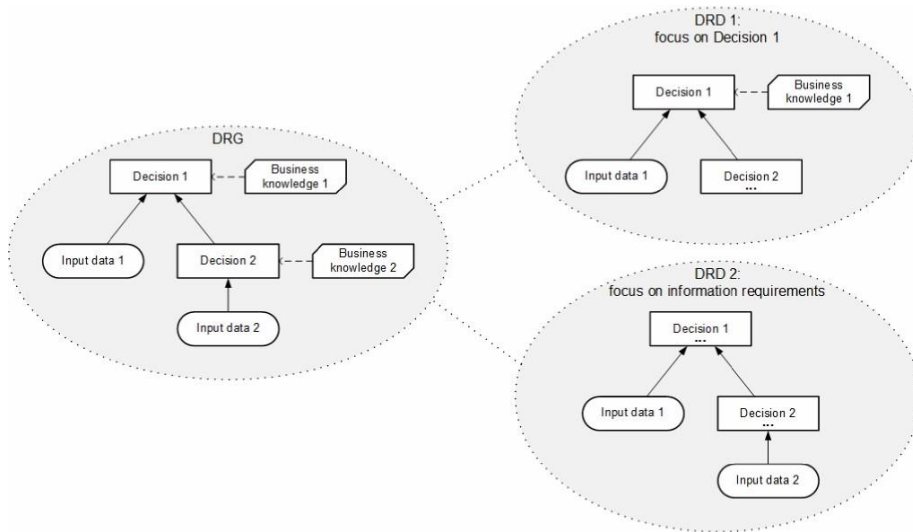 DRG
Decision 1
Business
knowledge 1
Input data 1
Decision 2
Business
knowledge 2
Input data 2
DRD 1:
focus on Decision 1
Decision 1
Business
knowledge 1
Input data 1
Decision 2
...
DRD 2:
focus on information requirements
Decision 1
...
Input data 1
Decision 2
...
Input data 2